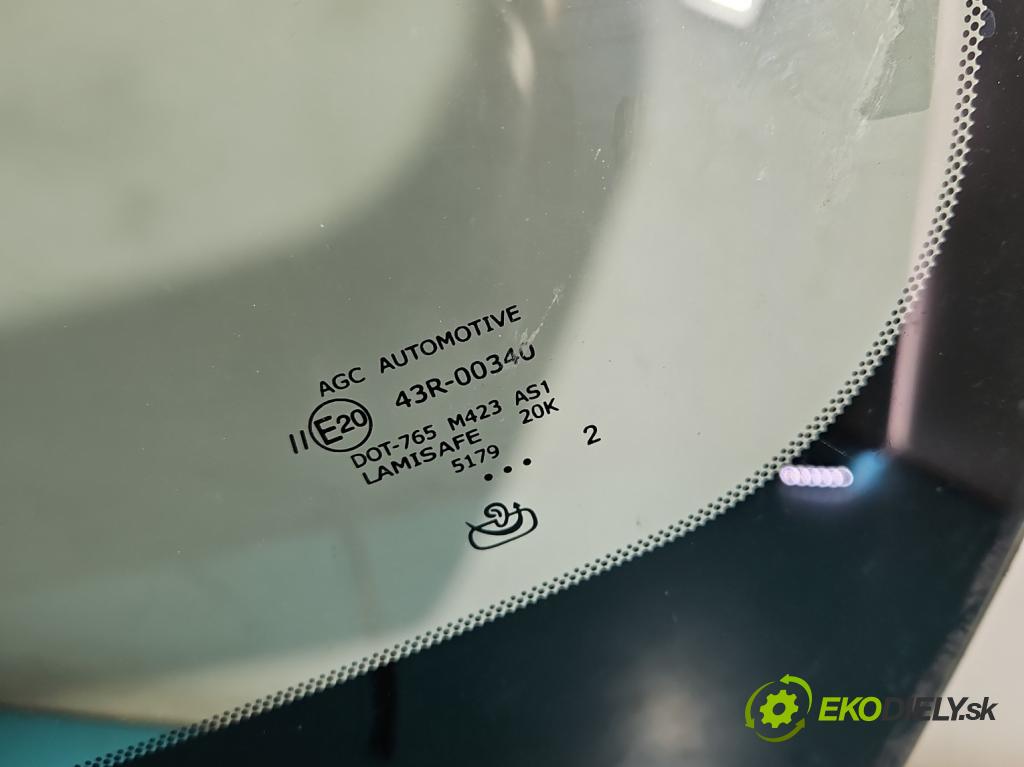 AGC AUTOMOTIVE
43R-00340
II E20
DOT-765 M423 AS1
LAMISAFE 20K
5179
... 2
EKODIELY.sk